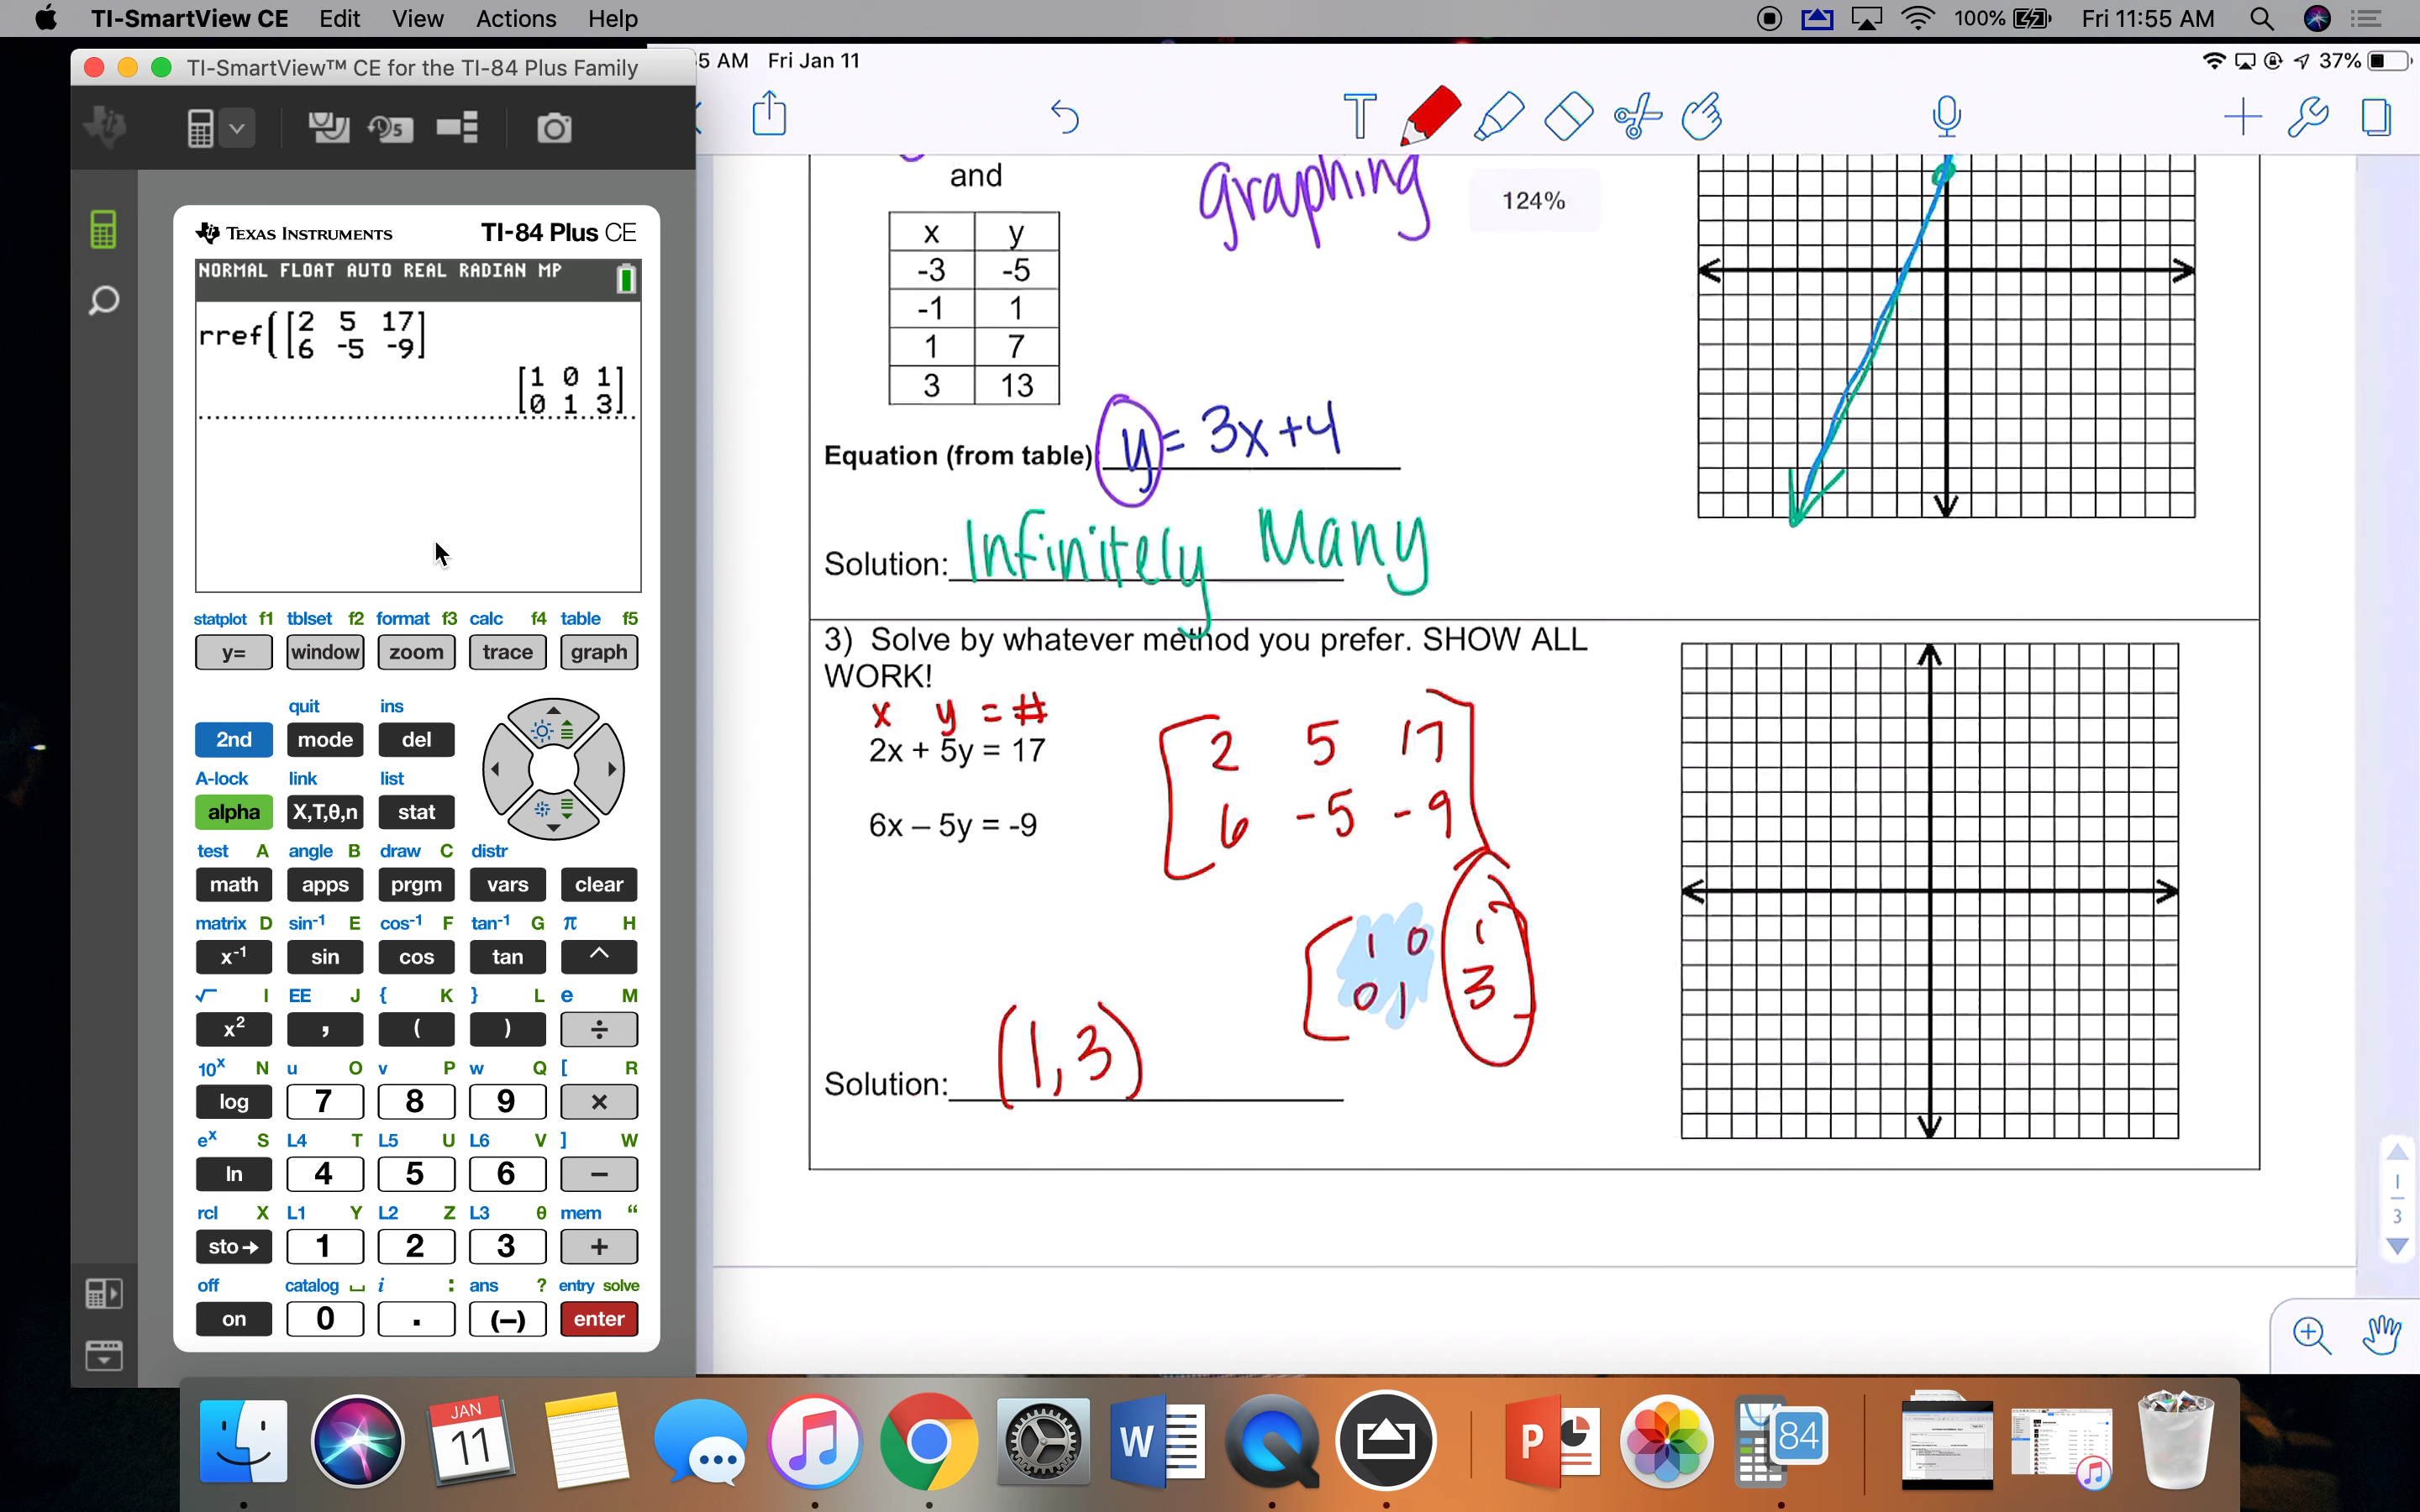 TI-SmartView CE Edit View Actions Help 100% Fri 11:55 AM
TI-SmartView™ CE for the TI-84 Plus Family
5 AM Fri Jan 11 37%
TEXAS INSTRUMENTS TI-84 Plus CE
NORMAL FLOAT AUTO REAL RADIAN MP
rref([2 5 17]
[6 -5 -9]
[1 0 1]
[0 1 3]
statplot f1 tblset f2 format f3 calc f4 table f5
y= window zoom trace graph
quit ins
2nd mode del
A-lock link list
alpha X,T,θ,n stat
test A angle B draw C distr
math apps prgm vars clear
matrix D sin-1 E cos-1 F tan-1 G π H
x-1 sin cos tan ^
√ I EE J { K } L e M
x2 , ( ) ÷
10x N u O v P w Q [ R
log 7 8 9 ×
ex S L4 T L5 U L6 V ] W
ln 4 5 6 −
rcl X L1 Y L2 Z L3 θ mem “
sto→ 1 2 3 +
off catalog ⎵ i : ans ? entry solve
on 0 . (−) enter
and
graphing
124%
x y
-3 -5
-1 1
1 7
3 13
Equation (from table) y = 3x+4
Solution: Infinitely Many
3) Solve by whatever method you prefer. SHOW ALL
WORK!
x y = #
2x + 5y = 17
6x – 5y = -9
2 5 17
6 -5 -9
1 0 1
0 1 3
Solution: (1,3)
1
3
JAN
11
W
P
84